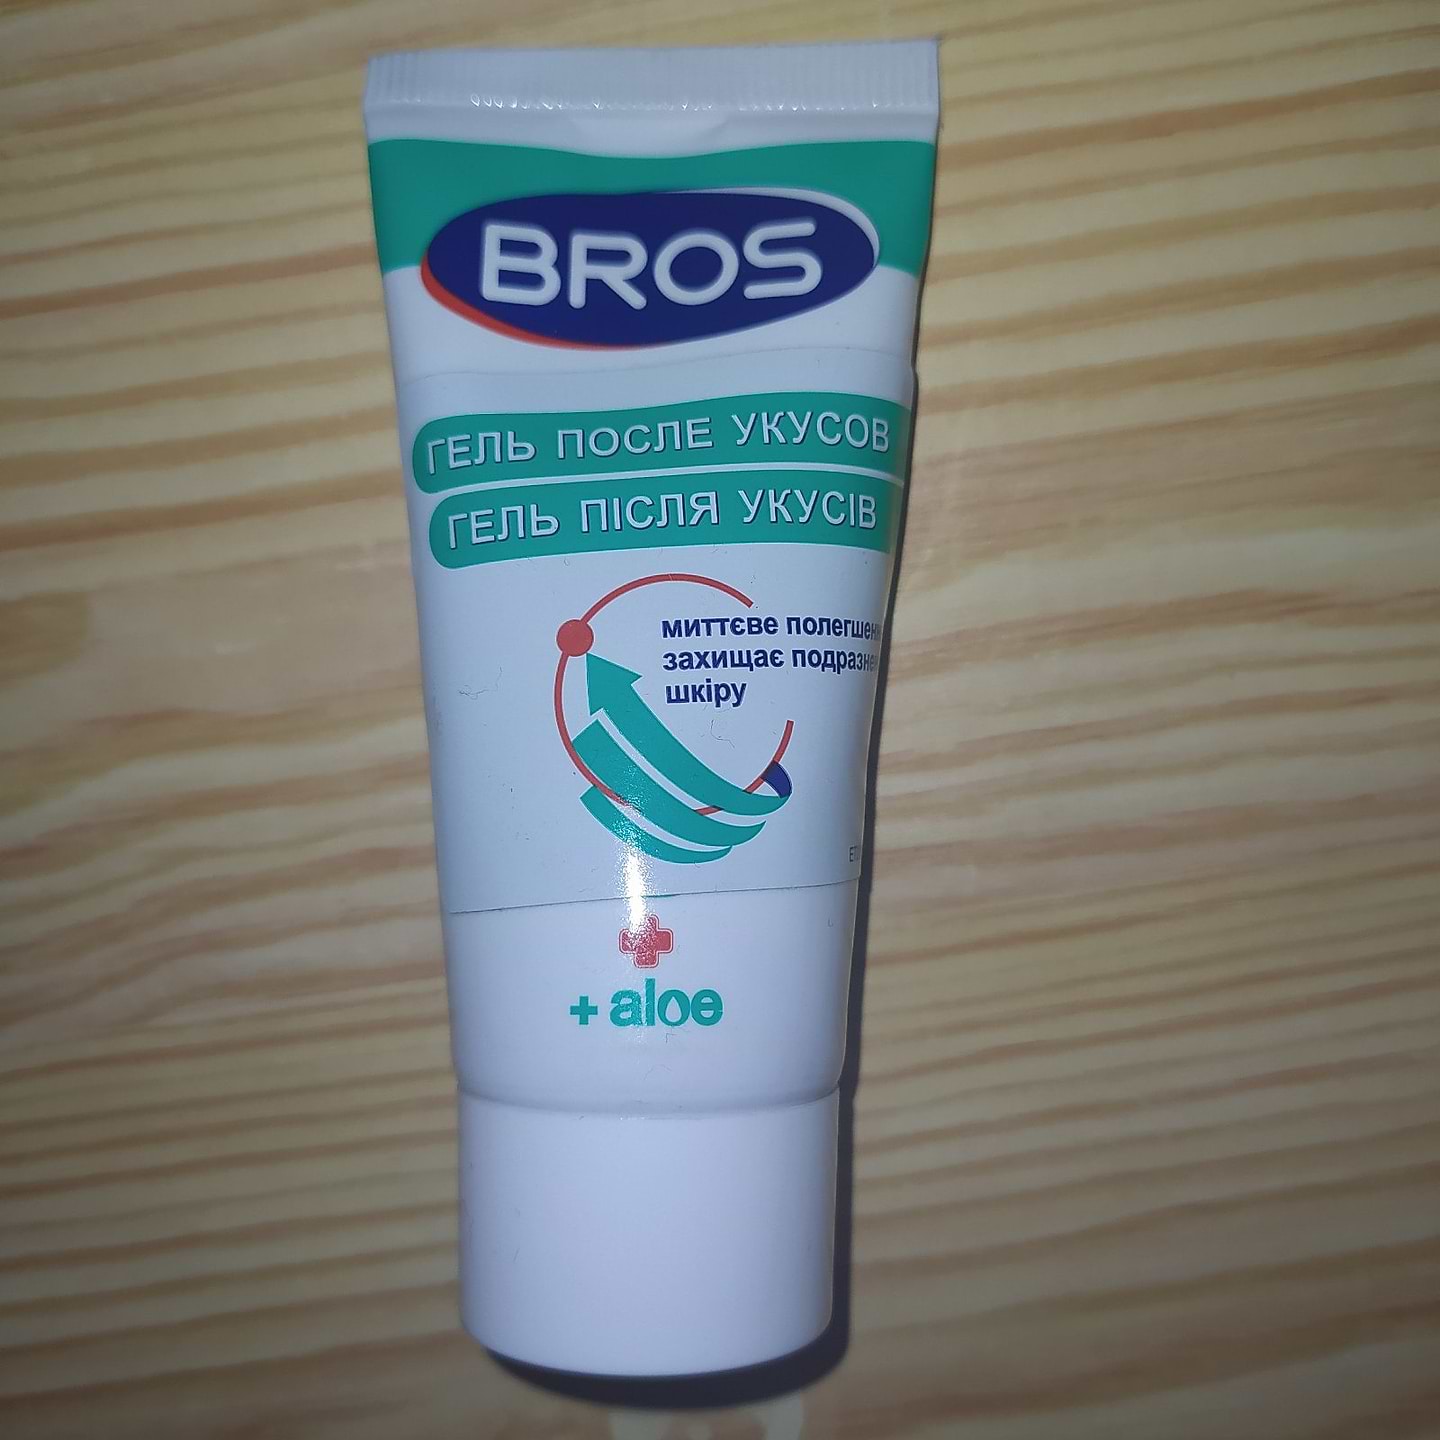 BROS
ГЕЛЬ ПОСЛЕ УКУСОВ
ГЕЛЬ ПІСЛЯ УКУСІВ
миттєве
захищає
шкіру
+ aloe